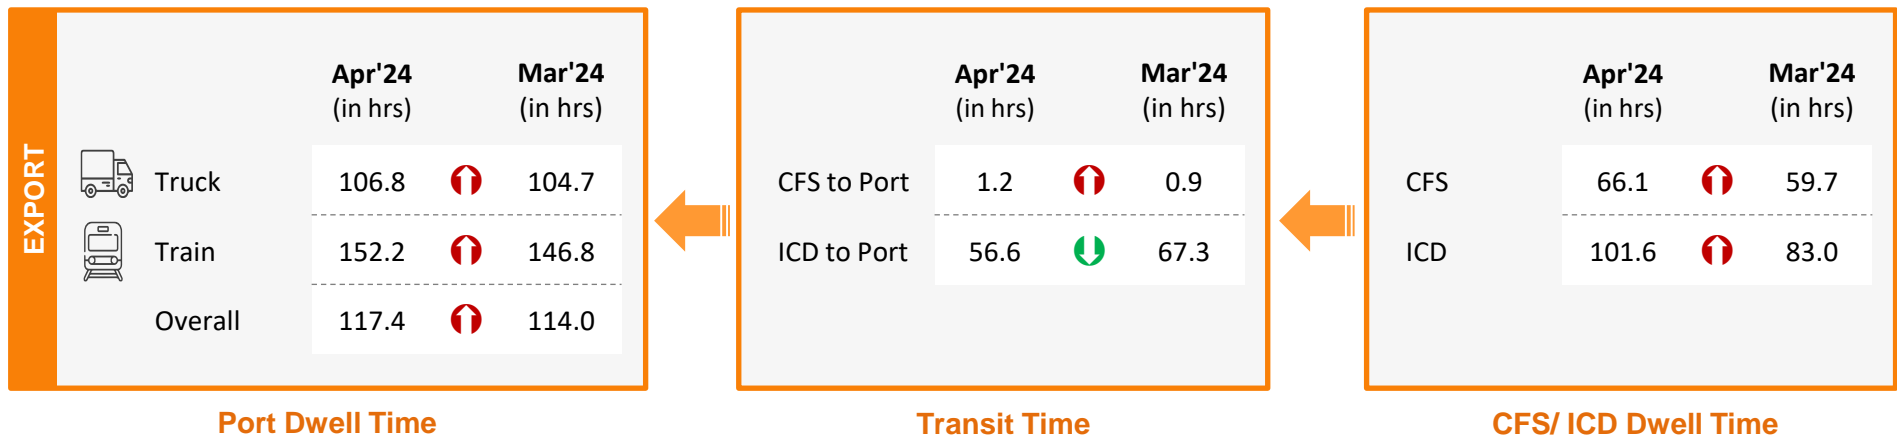 EXPORT
Apr'24 Mar'24
(in hrs) (in hrs)
Truck 106.8 104.7
Train 152.2 146.8
Overall 117.4 114.0
Port Dwell Time
Apr'24 Mar'24
(in hrs) (in hrs)
CFS to Port 1.2 0.9
ICD to Port 56.6 67.3
Transit Time
Apr'24 Mar'24
(in hrs) (in hrs)
CFS 66.1 59.7
ICD 101.6 83.0
CFS/ ICD Dwell Time